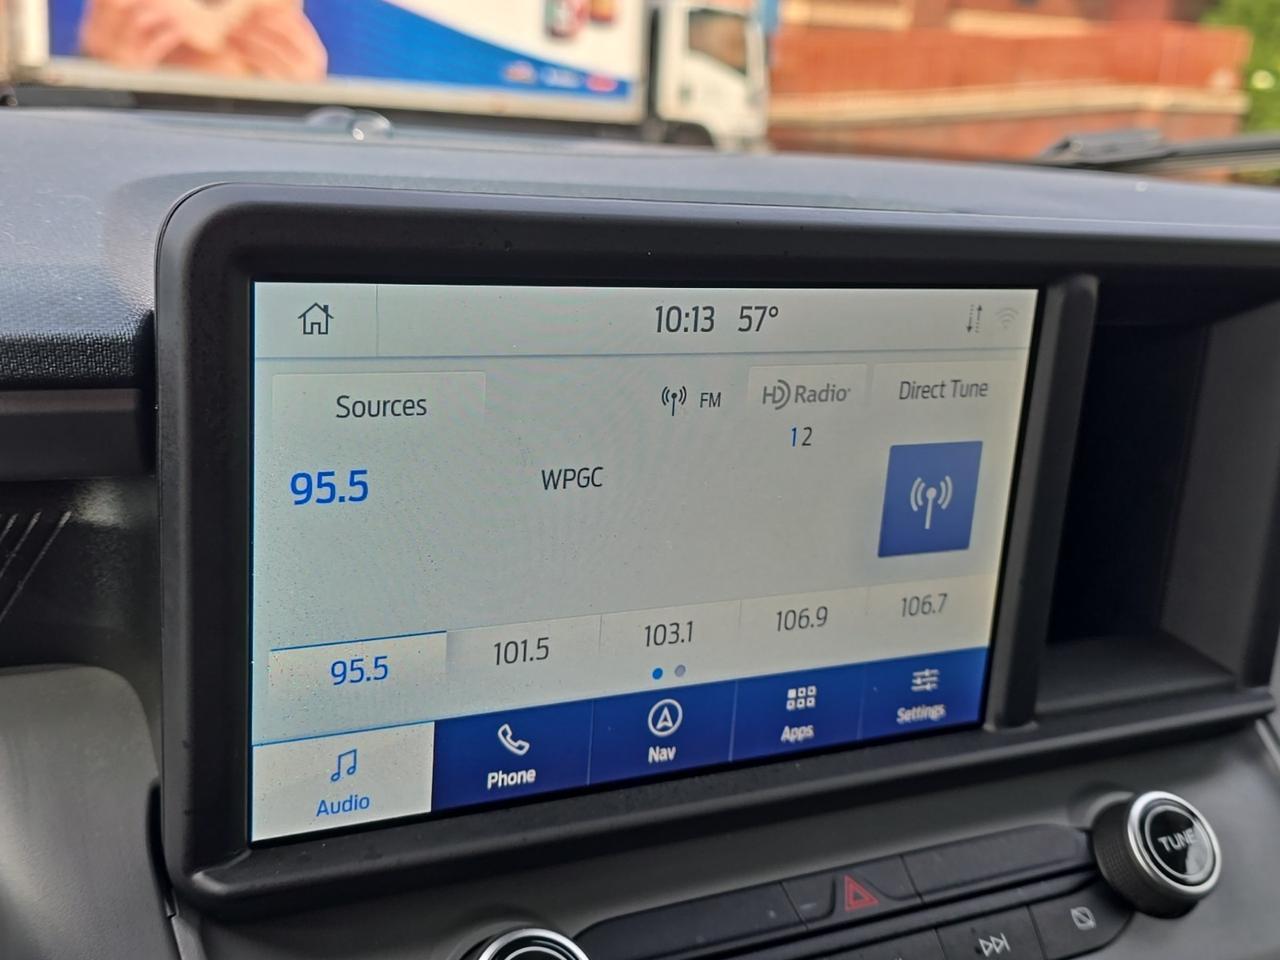 10:13 57°
Sources
FM
HD Radio
Direct Tune
1 2
95.5
WPGC
95.5
101.5
103.1
106.9
106.7
Audio
Phone
Nav
Apps
Settings
TUNE